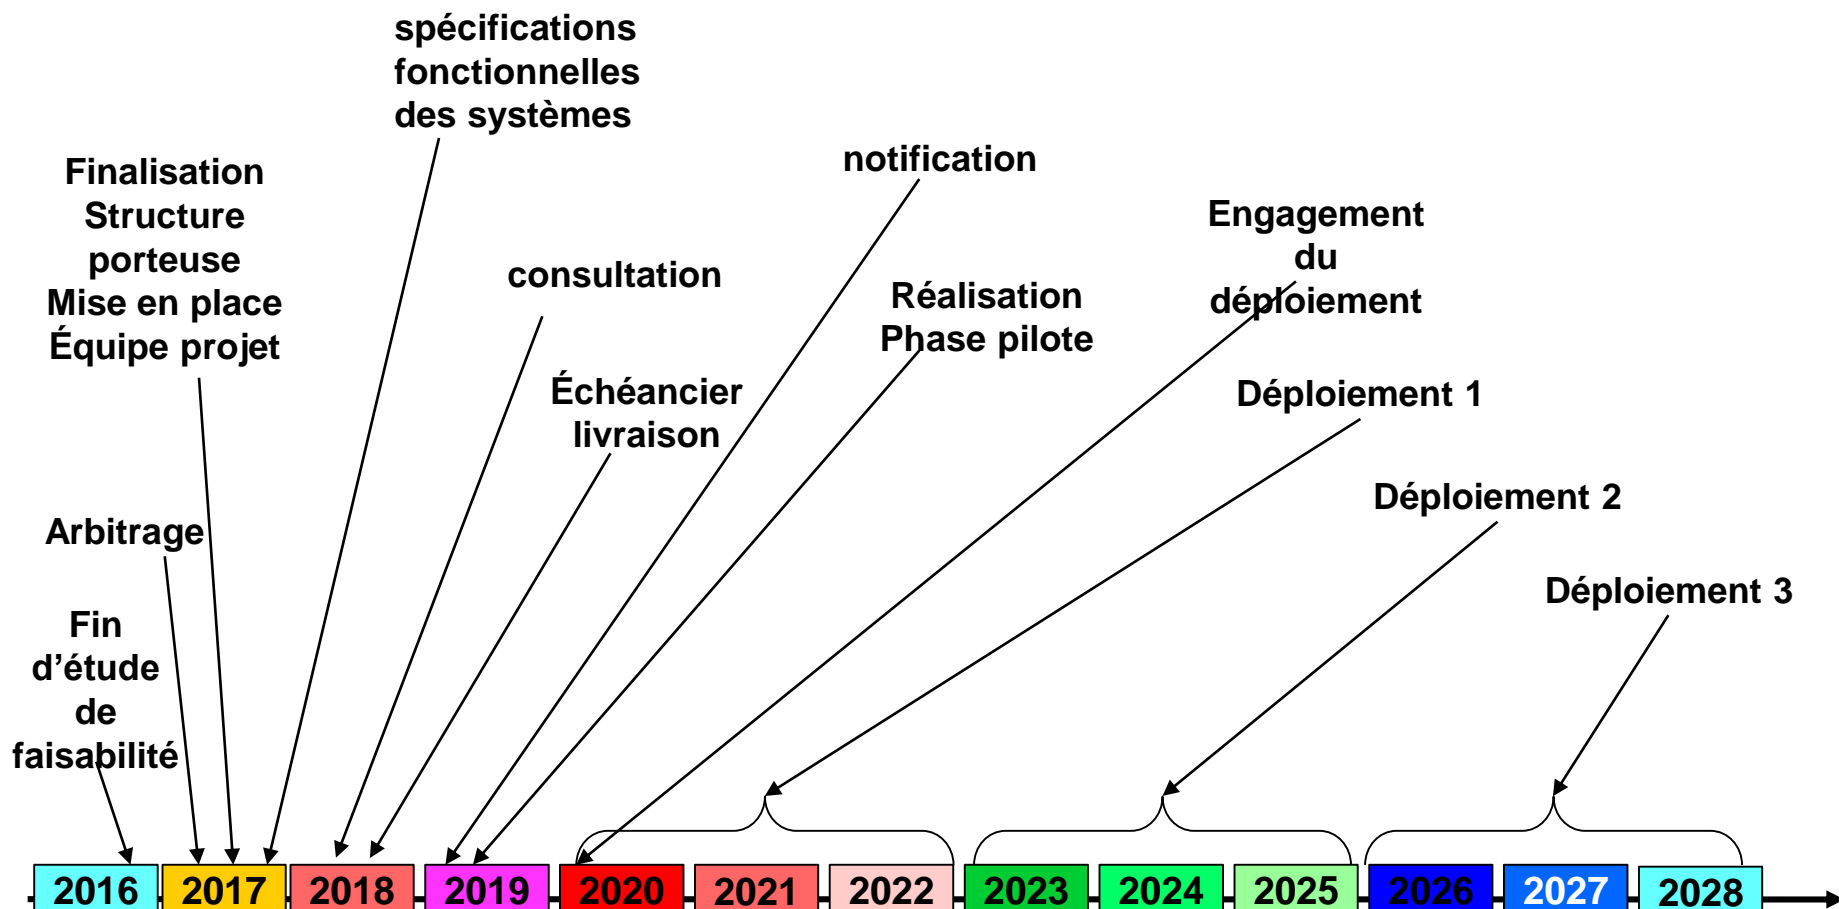 spécifications
fonctionnelles
des systèmes
Finalisation
Structure
porteuse
Mise en place
Équipe projet
notification
Engagement
du
déploiement
consultation
Réalisation
Phase pilote
Échéancier
livraison
Déploiement 1
Déploiement 2
Arbitrage
Déploiement 3
Fin
d’étude
de
faisabilité
2016 2017 2018 2019 2020 2021 2022 2023 2024 2025 2026 2027 2028